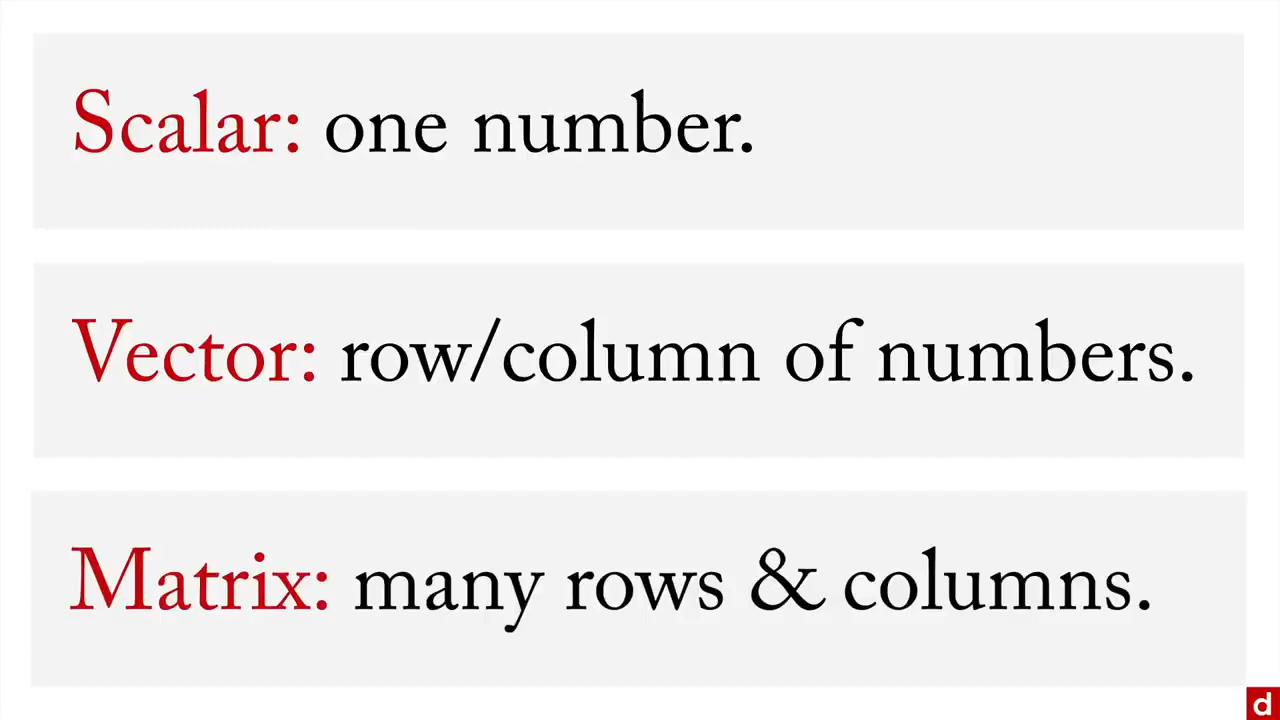 Scalar: one number.
Vector: row/column of numbers.
Matrix: many rows & columns.
d